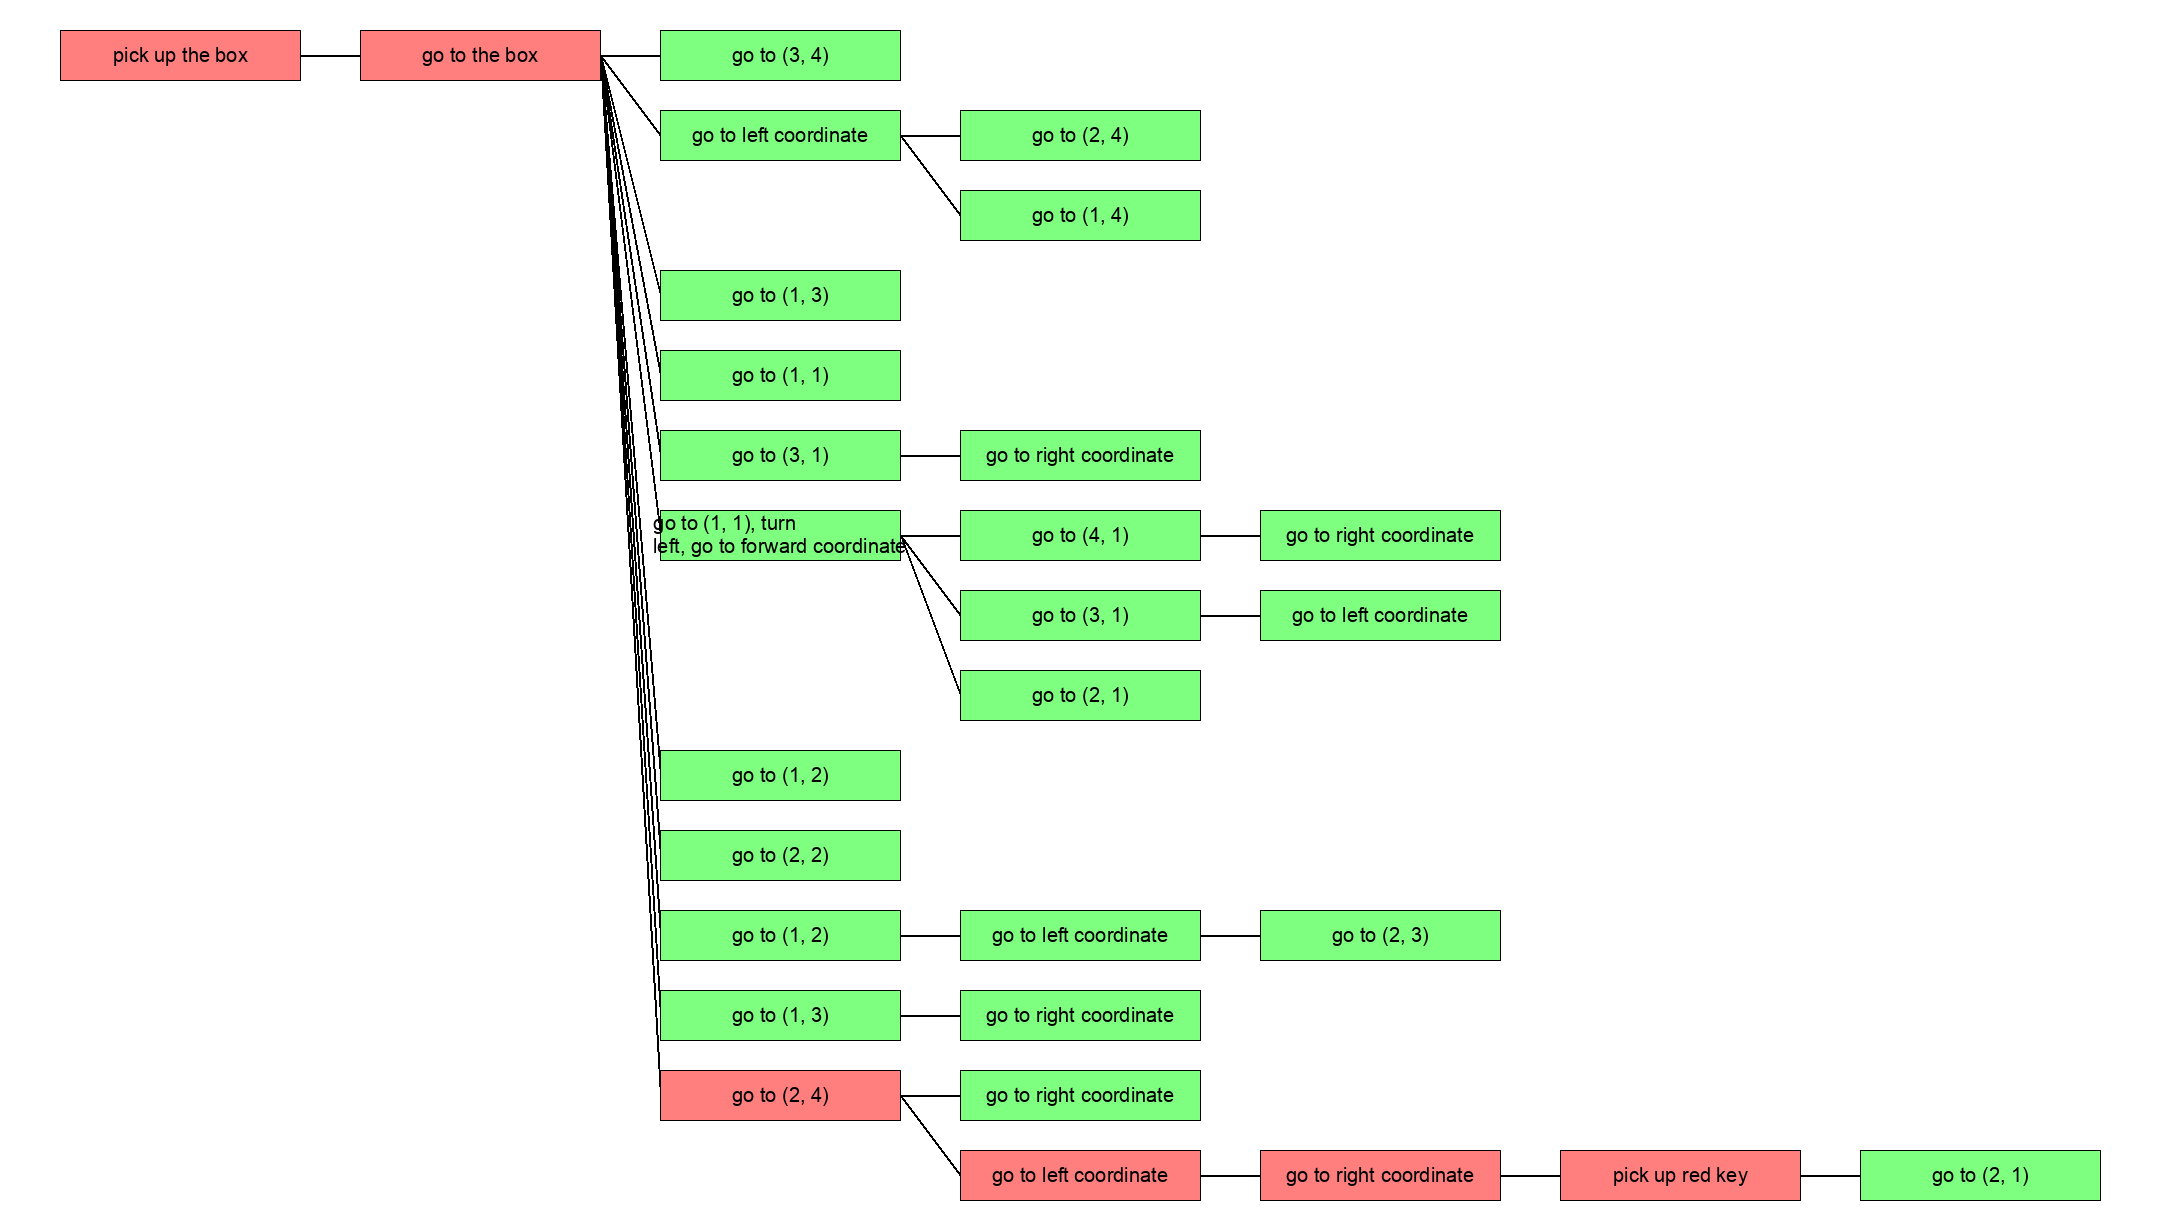 pick up the box
go to the box
go to (3, 4)
go to left coordinate
go to (2, 4)
go to (1, 4)
go to (1, 3)
go to (1, 1)
go to (3, 1)
go to right coordinate
go to (1, 1), turn
left, go to forward coordinate
go to (4, 1)
go to right coordinate
go to (3, 1)
go to left coordinate
go to (2, 1)
go to (1, 2)
go to (2, 2)
go to (1, 2)
go to left coordinate
go to (2, 3)
go to (1, 3)
go to right coordinate
go to (2, 4)
go to right coordinate
go to left coordinate
go to right coordinate
pick up red key
go to (2, 1)